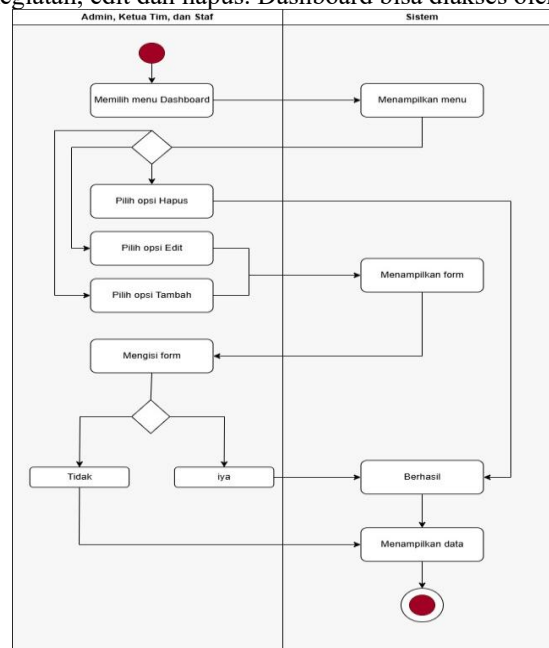 egiatan, edit dan hapus. Dashboard bisa diakses oleh
Admin, Ketua Tim, dan Staf
Sistem
Memilih menu Dashboard
Menampilkan menu
Pilih opsi Hapus
Pilih opsi Edit
Menampilkan form
Pilih opsi Tambah
Mengisi form
Tidak
iya
Berhasil
Menampilkan data